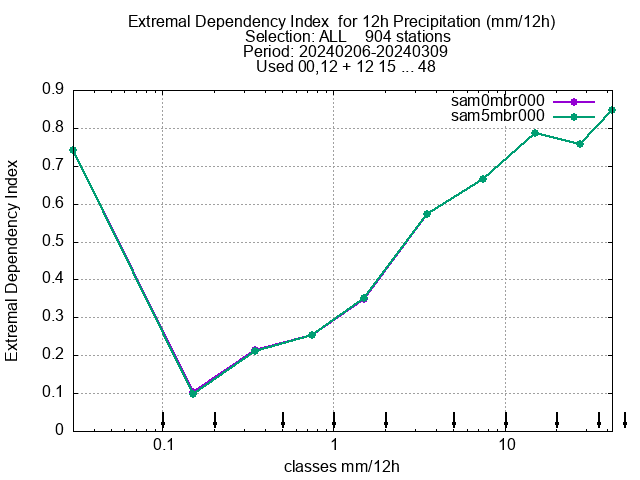 Extremal Dependency Index  for 12h Precipitation (mm/12h)
Selection: ALL    904 stations
Period: 20240206-20240309
Used 00,12 + 12 15 ... 48
sam0mbr000
sam5mbr000
0.9
0.8
0.7
0.6
0.5
0.4
0.3
0.2
0.1
0
Extremal Dependency Index
0.1 1 10
classes mm/12h